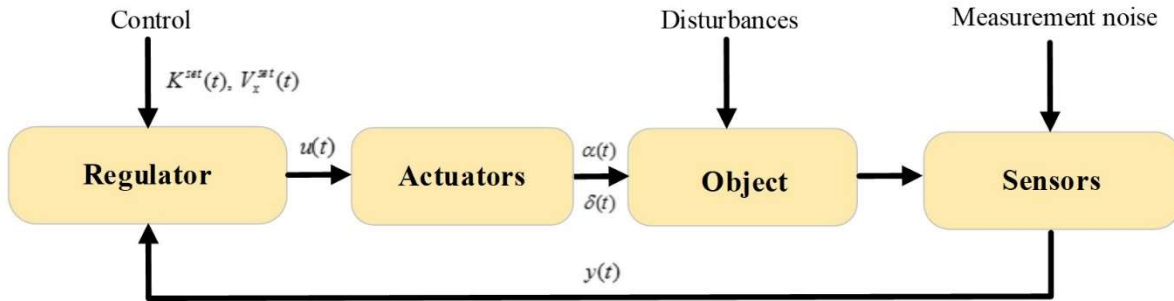 Control
Disturbances
Measurement noise
K^{set}(t), V_x^{set}(t)
Regulator
u(t)
Actuators
α(t)
δ(t)
Object
Sensors
y(t)